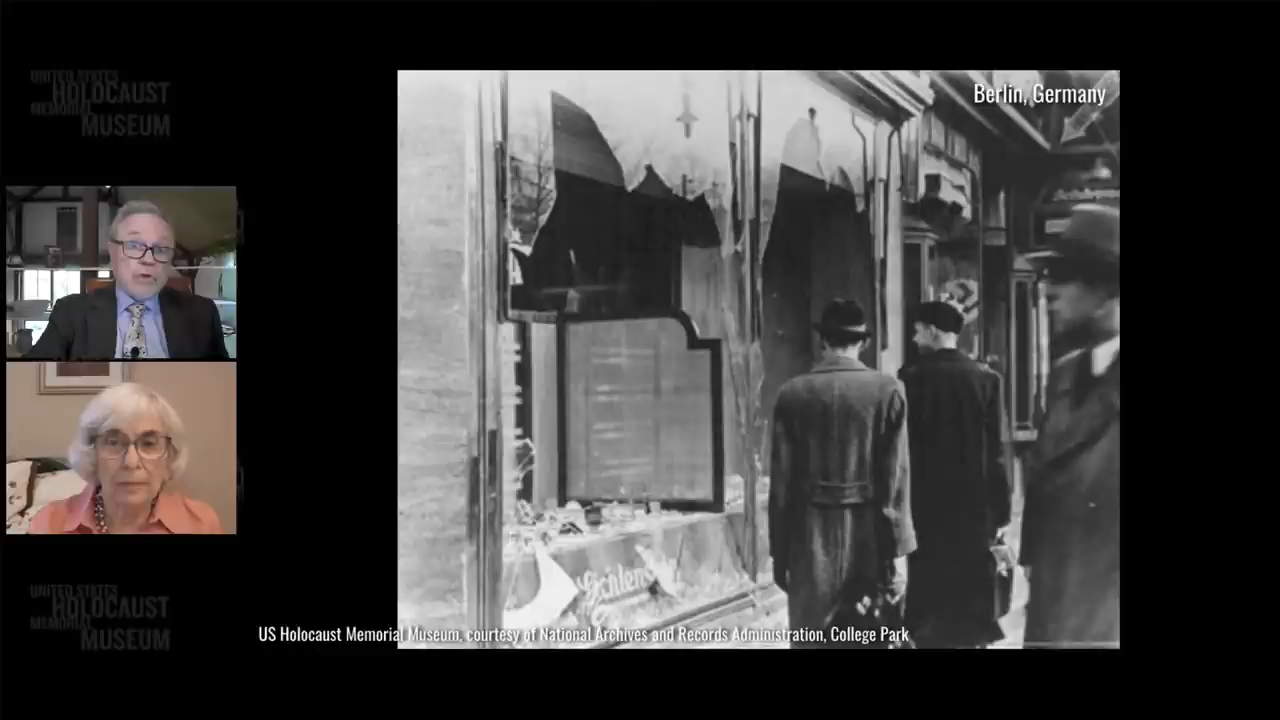 UNITED STATES
HOLOCAUST
MEMORIAL
MUSEUM
Berlin, Germany
UNITED STATES
HOLOCAUST
MEMORIAL
MUSEUM
US Holocaust Memorial Museum, courtesy of National Archives and Records Administration, College Park